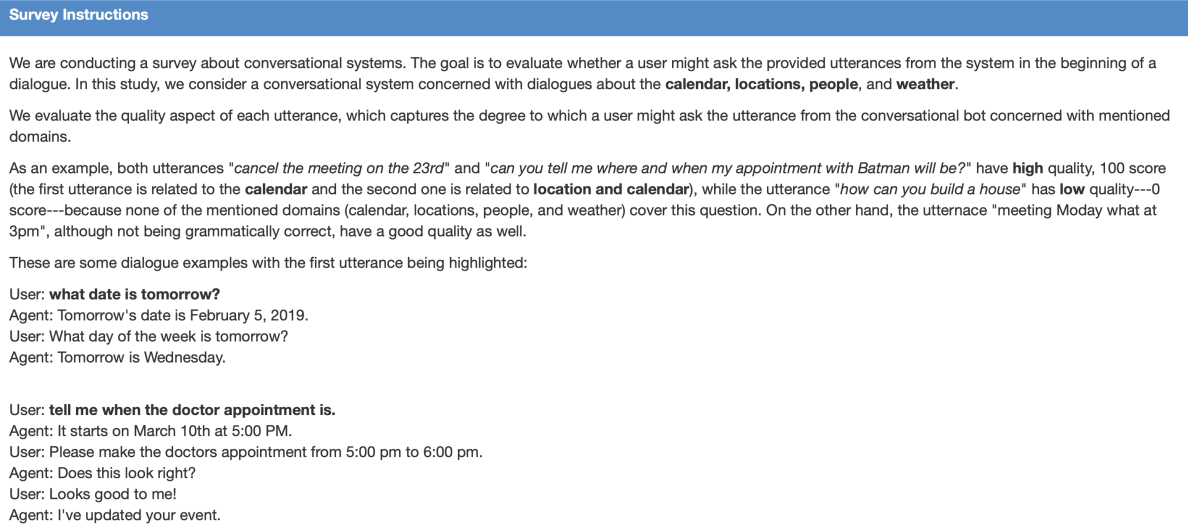 Survey Instructions
We are conducting a survey about conversational systems. The goal is to evaluate whether a user might ask the provided utterances from the system in the beginning of a
dialogue. In this study, we consider a conversational system concerned with dialogues about the calendar, locations, people, and weather.
We evaluate the quality aspect of each utterance, which captures the degree to which a user might ask the utterance from the conversational bot concerned with mentioned
domains.
As an example, both utterances "cancel the meeting on the 23rd" and "can you tell me where and when my appointment with Batman will be?" have high quality, 100 score
(the first utterance is related to the calendar and the second one is related to location and calendar), while the utterance "how can you build a house" has low quality---0
score---because none of the mentioned domains (calendar, locations, people, and weather) cover this question. On the other hand, the utternace "meeting Moday what at
3pm", although not being grammatically correct, have a good quality as well.
These are some dialogue examples with the first utterance being highlighted:
User: what date is tomorrow?
Agent: Tomorrow's date is February 5, 2019.
User: What day of the week is tomorrow?
Agent: Tomorrow is Wednesday.
User: tell me when the doctor appointment is.
Agent: It starts on March 10th at 5:00 PM.
User: Please make the doctors appointment from 5:00 pm to 6:00 pm.
Agent: Does this look right?
User: Looks good to me!
Agent: I've updated your event.